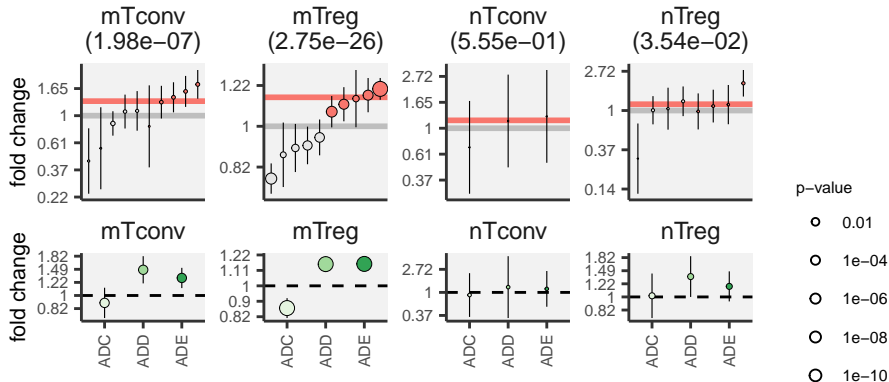 mTconv
(1.98e−07)
mTreg
(2.75e−26)
nTconv
(5.55e−01)
nTreg
(3.54e−02)
fold change
1.65
1
0.61
0.37
0.22
1.22
1
0.82
2.72
1.65
1
0.61
0.37
2.72
1
0.37
0.14
p−value
0.01
1e−04
1e−06
1e−08
1e−10
mTconv
mTreg
nTconv
nTreg
fold change
1.82
1.49
1.22
1
0.82
1.22
1.11
1
0.9
0.82
2.72
1
0.37
1.82
1.49
1.22
1
0.82
ADC
ADD
ADE
ADC
ADD
ADE
ADC
ADD
ADE
ADC
ADD
ADE